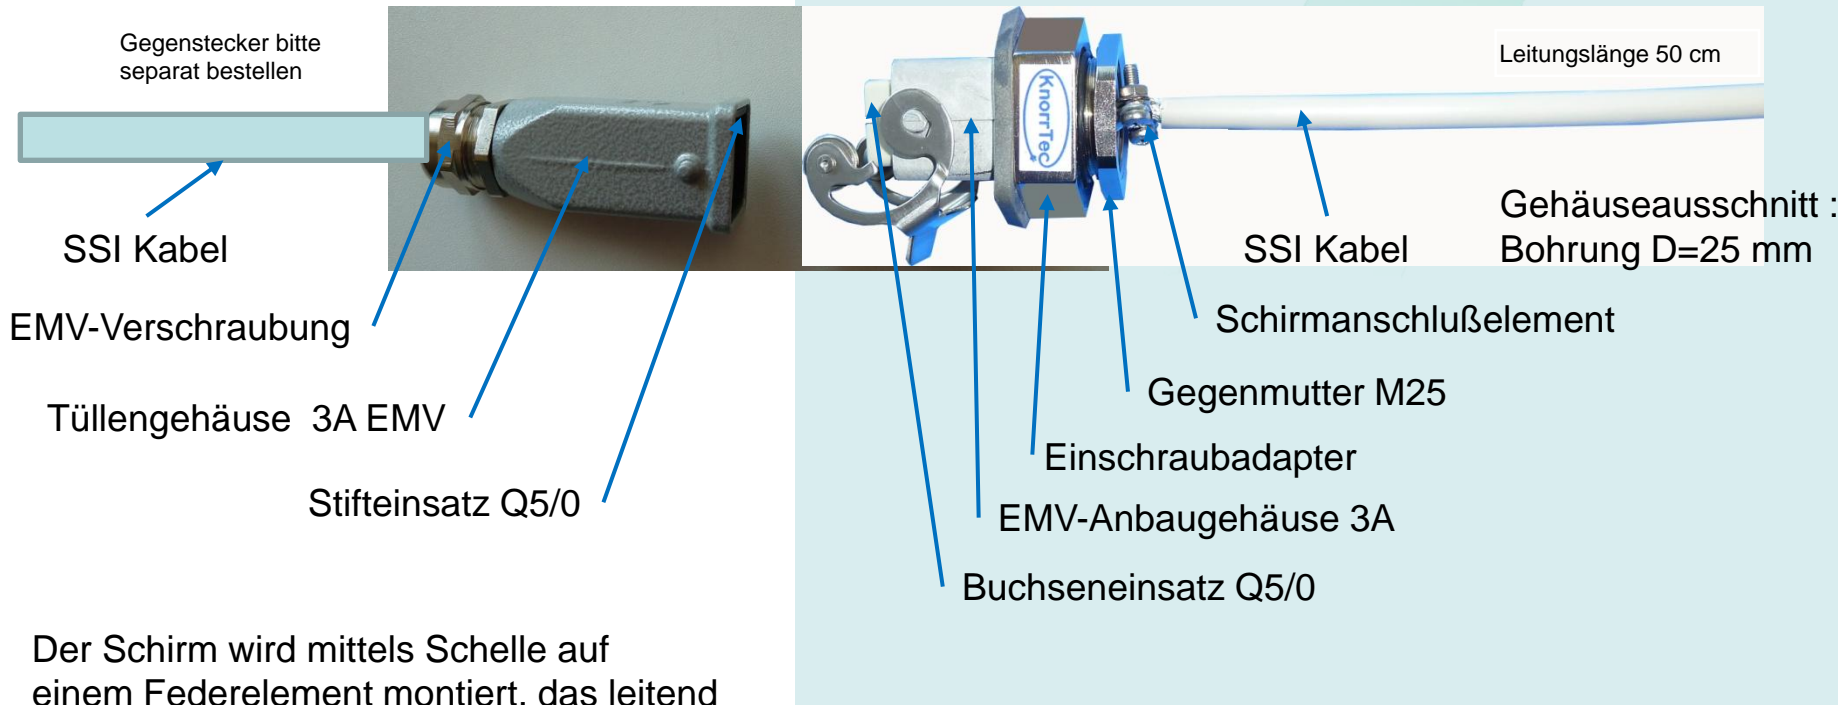 Gegenstecker bitte
separat bestellen
KnorrTec
Leitungslänge 50 cm
SSI Kabel
SSI Kabel
Gehäuseausschnitt :
Bohrung D=25 mm
EMV-Verschraubung
Schirmanschlußelement
Tüllengehäuse 3A EMV
Gegenmutter M25
Einschraubadapter
Stifteinsatz Q5/0
EMV-Anbaugehäuse 3A
Buchseneinsatz Q5/0
Der Schirm wird mittels Schelle auf
einem Federelement montiert, das leitend